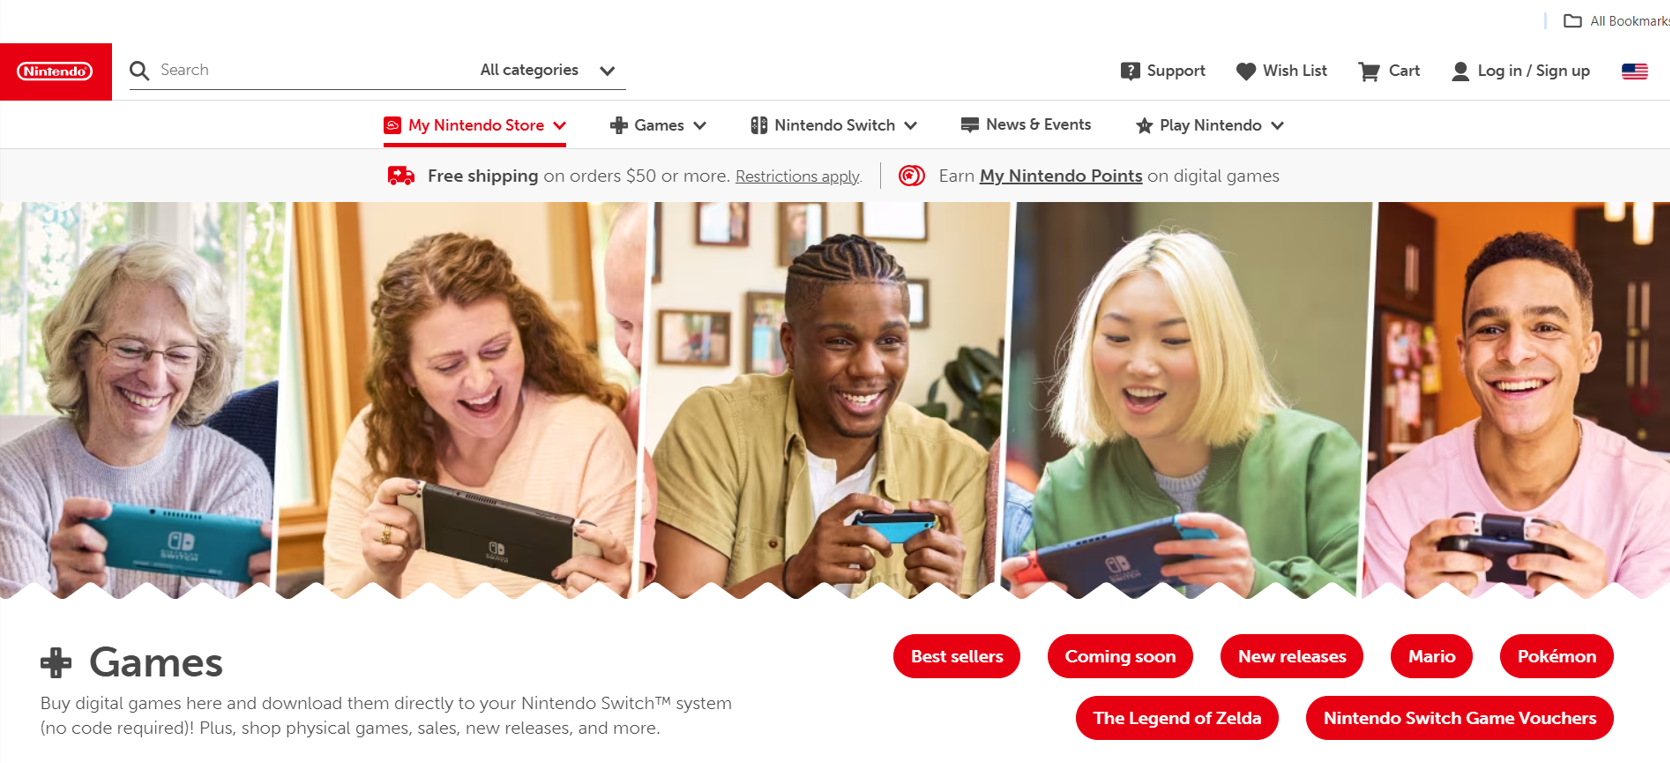 All Bookmarks
Nintendo
Search
All categories
Support
Wish List
Cart
Log in / Sign up
My Nintendo Store
Games
Nintendo Switch
News & Events
Play Nintendo
Free shipping on orders $50 or more. Restrictions apply.
Earn My Nintendo Points on digital games
NINTENDO
SWITCH
Games
Buy digital games here and download them directly to your Nintendo Switch™ system
(no code required)! Plus, shop physical games, sales, new releases, and more.
Best sellers
Coming soon
New releases
Mario
Pokémon
The Legend of Zelda
Nintendo Switch Game Vouchers